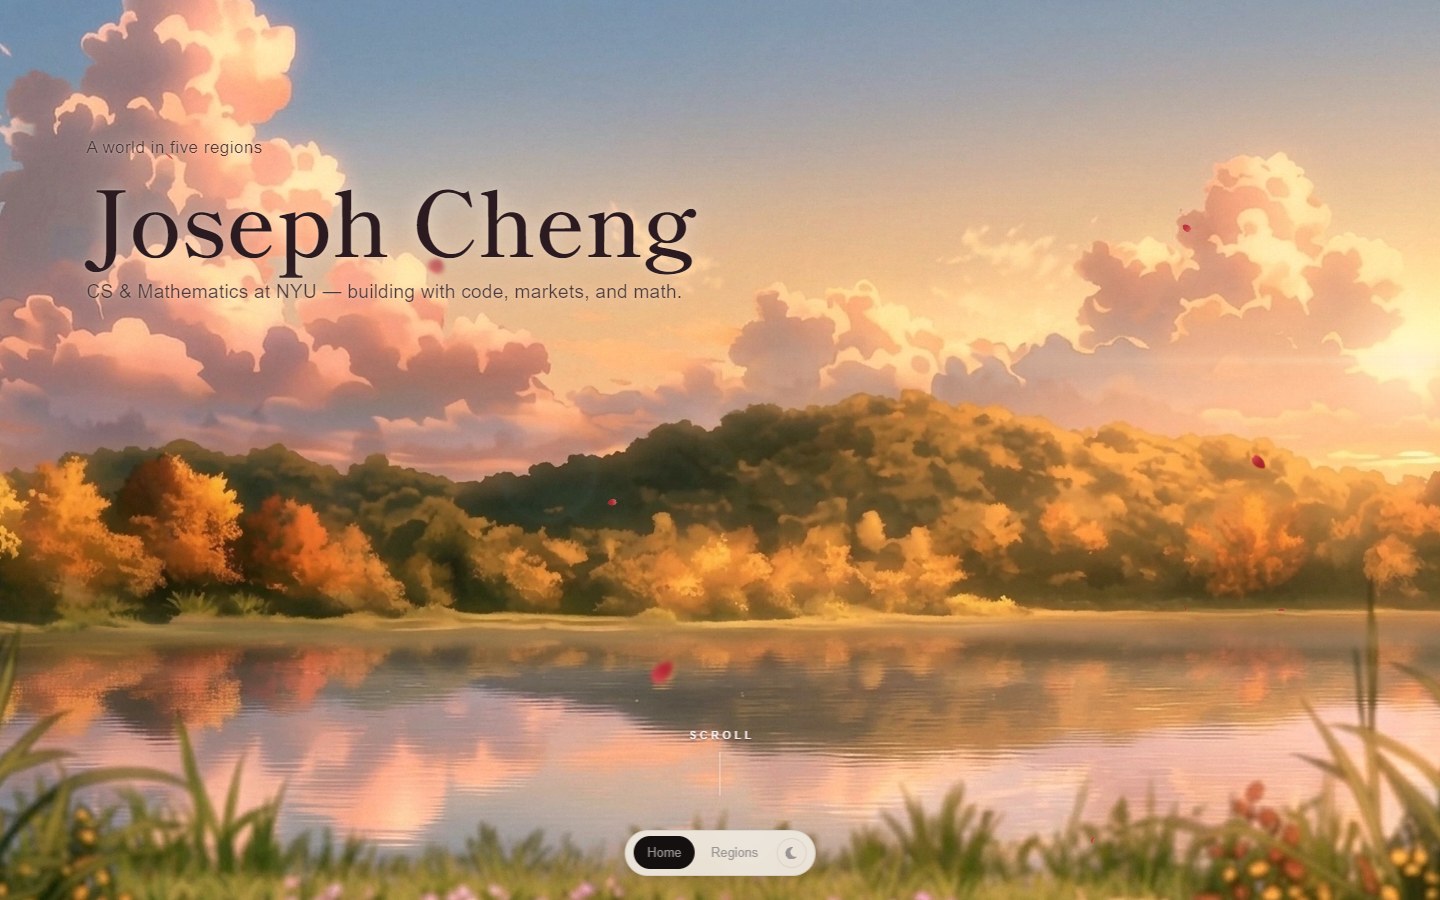 A world in five regions
Joseph Cheng
CS & Mathematics at NYU — building with code, markets, and math.
SCROLL
Home
Regions